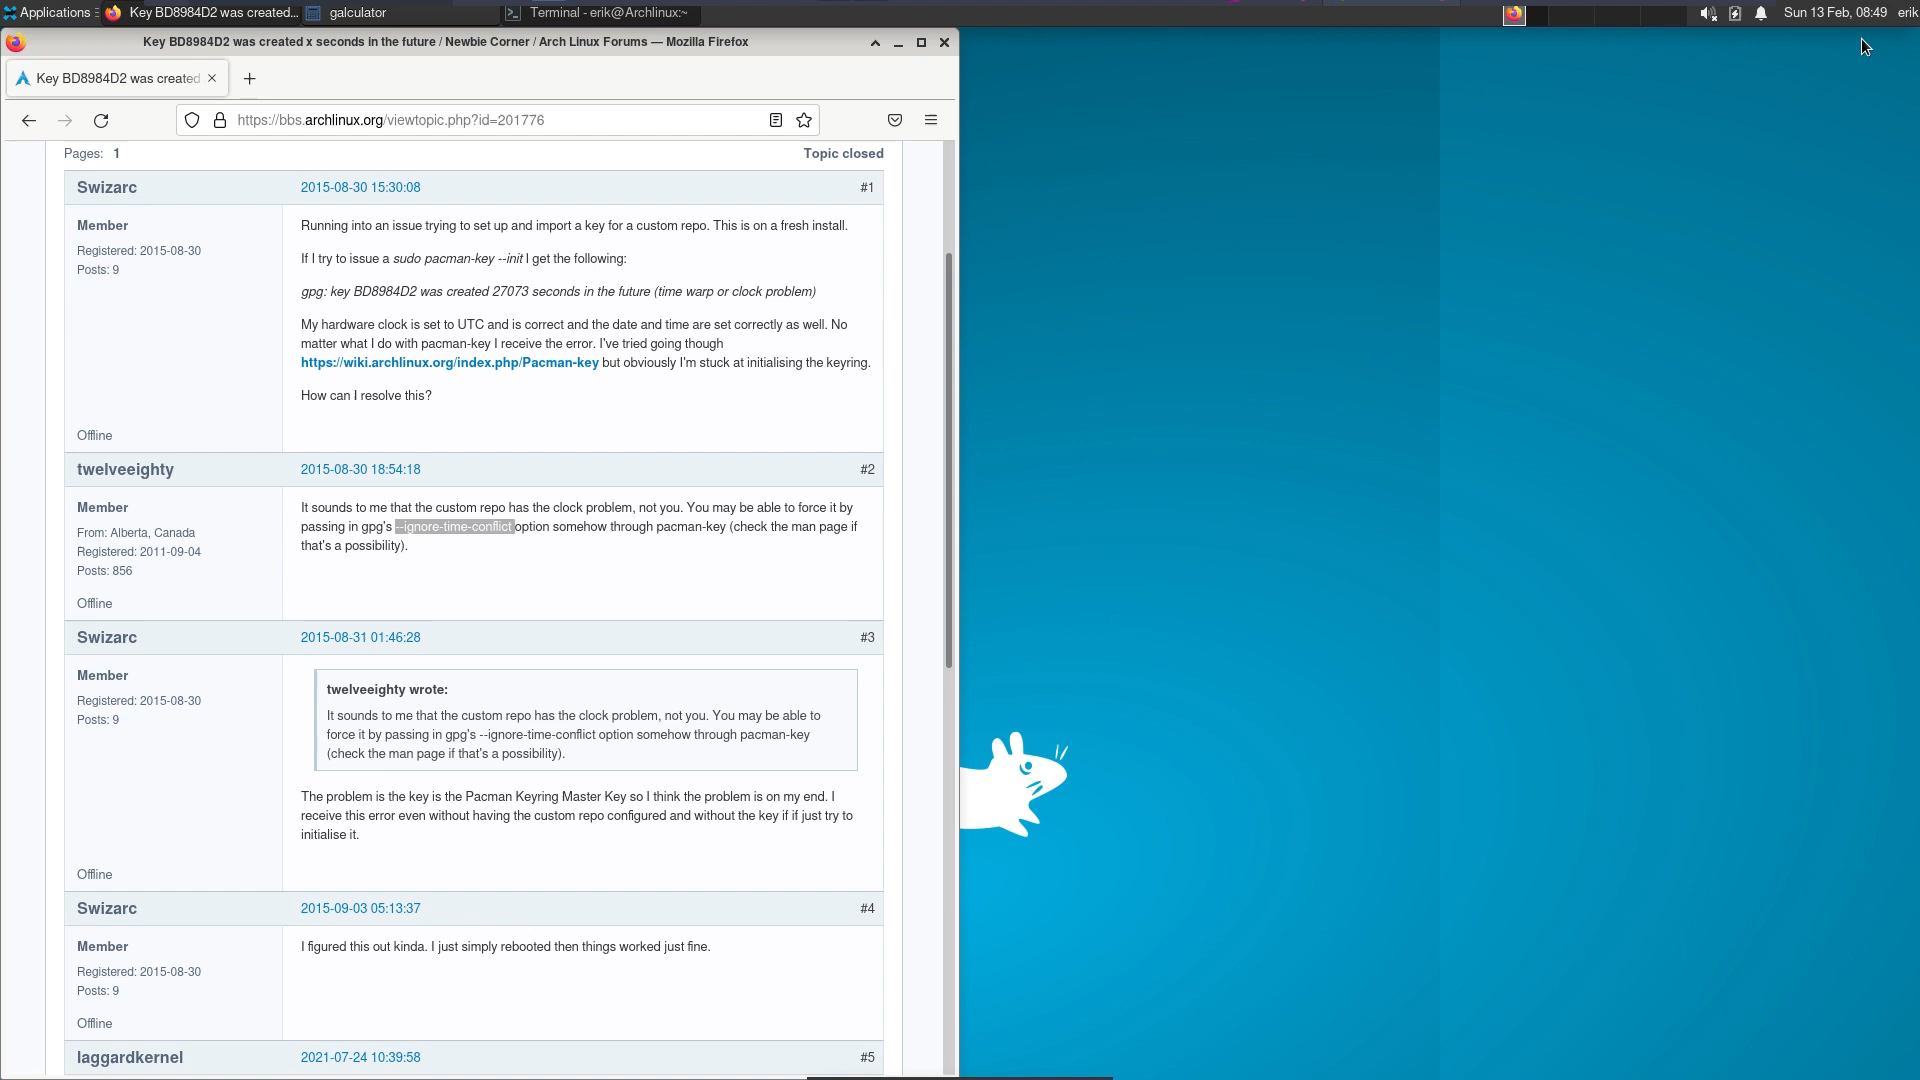 Applications
Key BD8984D2 was created...
galculator
Terminal - erik@Archlinux:~
Sun 13 Feb, 08:49
erik
Key BD8984D2 was created x seconds in the future / Newbie Corner / Arch Linux Forums — Mozilla Firefox
Key BD8984D2 was created
https://bbs.archlinux.org/viewtopic.php?id=201776
Pages: 1
Topic closed
Swizarc
2015-08-30 15:30:08
#1
Member
Registered: 2015-08-30
Posts: 9
Running into an issue trying to set up and import a key for a custom repo. This is on a fresh install.
If I try to issue a sudo pacman-key --init I get the following:
gpg: key BD8984D2 was created 27073 seconds in the future (time warp or clock problem)
My hardware clock is set to UTC and is correct and the date and time are set correctly as well. No
matter what I do with pacman-key I receive the error. I've tried going though
https://wiki.archlinux.org/index.php/Pacman-key but obviously I'm stuck at initialising the keyring.
How can I resolve this?
Offline
twelveeighty
2015-08-30 18:54:18
#2
Member
From: Alberta, Canada
Registered: 2011-09-04
Posts: 856
It sounds to me that the custom repo has the clock problem, not you. You may be able to force it by
passing in gpg's --ignore-time-conflict option somehow through pacman-key (check the man page if
that's a possibility).
Offline
Swizarc
2015-08-31 01:46:28
#3
Member
Registered: 2015-08-30
Posts: 9
twelveeighty wrote:
It sounds to me that the custom repo has the clock problem, not you. You may be able to
force it by passing in gpg's --ignore-time-conflict option somehow through pacman-key
(check the man page if that's a possibility).
The problem is the key is the Pacman Keyring Master Key so I think the problem is on my end. I
receive this error even without having the custom repo configured and without the key if if just try to
initialise it.
Offline
Swizarc
2015-09-03 05:13:37
#4
Member
Registered: 2015-08-30
Posts: 9
I figured this out kinda. I just simply rebooted then things worked just fine.
Offline
laggardkernel
2021-07-24 10:39:58
#5